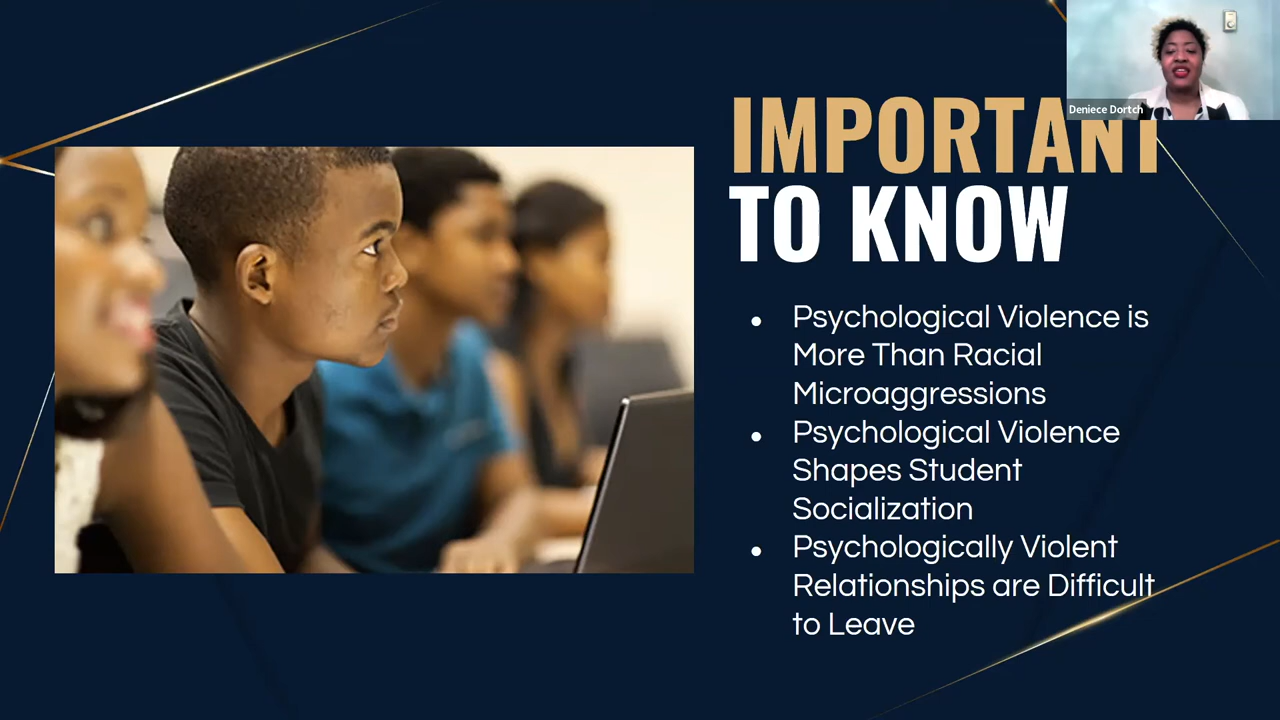 Deniece Dortch
IMPORTANT
TO KNOW
• Psychological Violence is
More Than Racial
Microaggressions
• Psychological Violence
Shapes Student
Socialization
• Psychologically Violent
Relationships are Difficult
to Leave